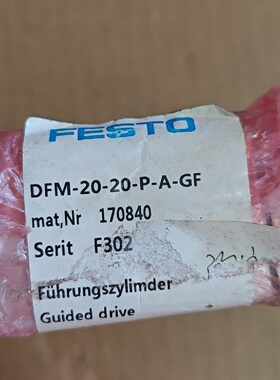 FESTO
DFM-20-20-P-A-GF
mat,Nr 170840
Serit F302
Führungszylimder
Guided drive